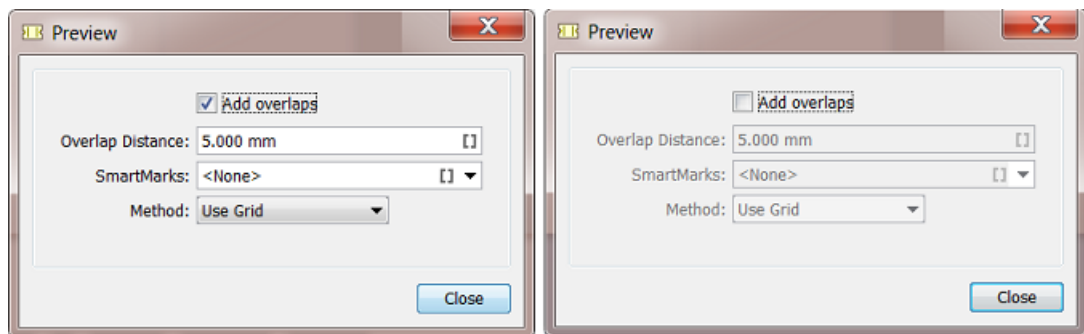 Preview
X
Add overlaps
Overlap Distance: 5.000 mm []
SmartMarks: <None> []
Method: Use Grid
Close
Preview
X
Add overlaps
Overlap Distance: 5.000 mm []
SmartMarks: <None> []
Method: Use Grid
Close